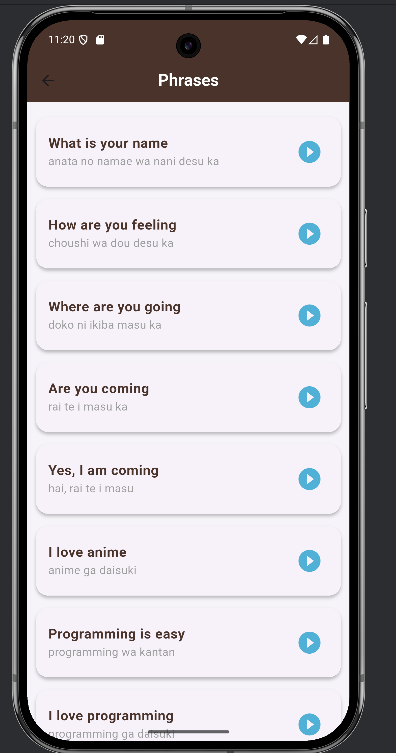 11:20
Phrases
What is your name
anata no namae wa nani desu ka
How are you feeling
choushi wa dou desu ka
Where are you going
doko ni ikiba masu ka
Are you coming
rai te i masu ka
Yes, I am coming
hai, rai te i masu
I love anime
anime ga daisuki
Programming is easy
programming wa kantan
I love programming
programming ga daisuki